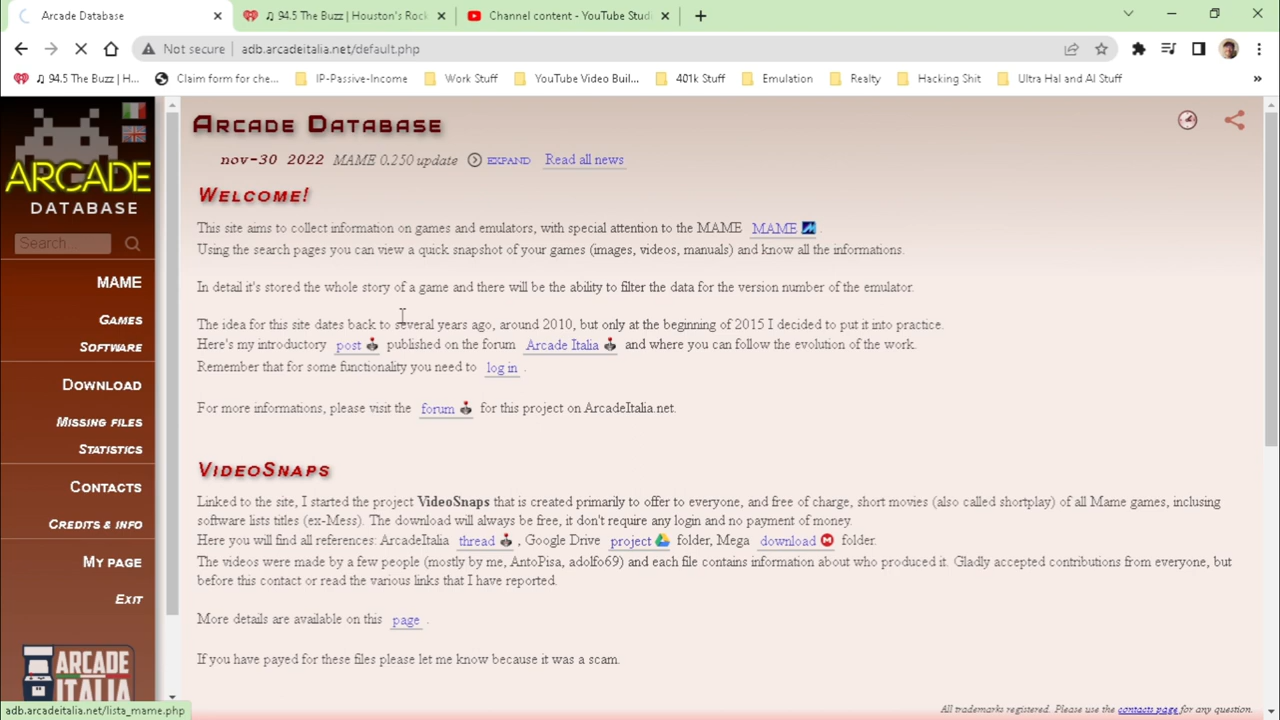 Arcade Database
♫ 94.5 The Buzz | Houston's Rock
Channel content - YouTube Stud
Not secure
adb.arcadeitalia.net/default.php
♫ 94.5 The Buzz | H...
Claim form for che...
IP-Passive-Income
Work Stuff
YouTube Video Buil...
401k Stuff
Emulation
Realty
Hacking Shit
Ultra Hal and AI Stuff
»
ARCADE
DATABASE
Search...
MAME
Games
Software
Download
Missing files
Statistics
Contacts
Credits & info
My page
Exit
ARCADE
ITALIA
adb.arcadeitalia.net/lista_mame.php
Arcade Database
nov-30 2022 MAME 0.250 update EXPAND Read all news
Welcome!
This site aims to collect information on games and emulators, with special attention to the MAME MAME .
Using the search pages you can view a quick snapshot of your games (images, videos, manuals) and know all the informations.
In detail it's stored the whole story of a game and there will be the ability to filter the data for the version number of the emulator.
The idea for this site dates back to several years ago, around 2010, but only at the beginning of 2015 I decided to put it into practice.
Here's my introductory post published on the forum Arcade Italia and where you can follow the evolution of the work.
Remember that for some functionality you need to log in .
For more informations, please visit the forum for this project on ArcadeItalia.net.
VideoSnaps
Linked to the site, I started the project VideoSnaps that is created primarily to offer to everyone, and free of charge, short movies (also called shortplay) of all Mame games, inclusing
software lists titles (ex-Mess). The download will always be free, it don't require any login and no payment of money.
Here you will find all references: ArcadeItalia thread , Google Drive project folder, Mega download folder.
The videos were made by a few people (mostly by me, AntoPisa, adolfo69) and each file contains information about who produced it. Gladly accepted contributions from everyone, but
before this contact or read the various links that I have reported.
More details are available on this page .
If you have payed for these files please let me know because it was a scam.
All trademarks registered. Please use the contacts page for any question.